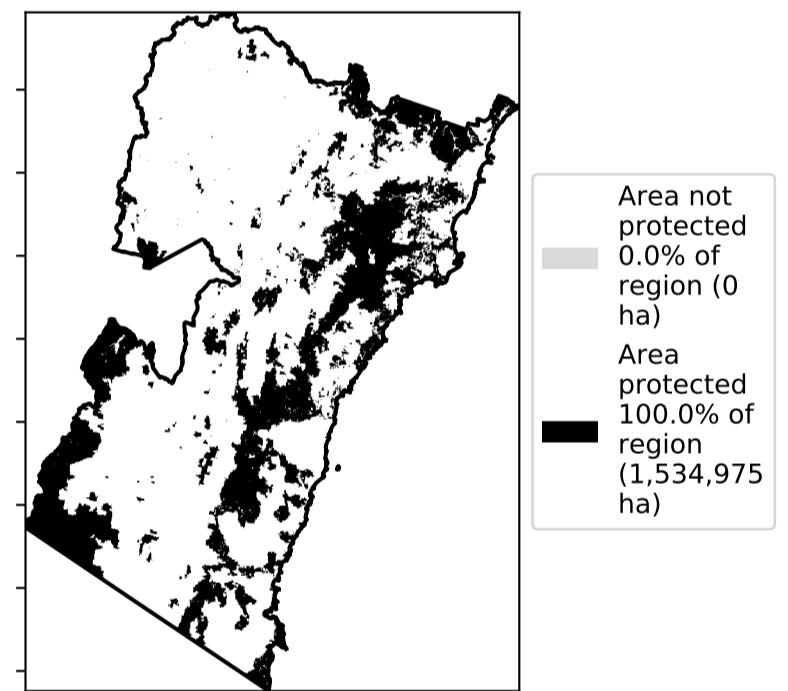 Area not
protected
0.0% of
region (0
ha)
Area
protected
100.0% of
region
(1,534,975
ha)